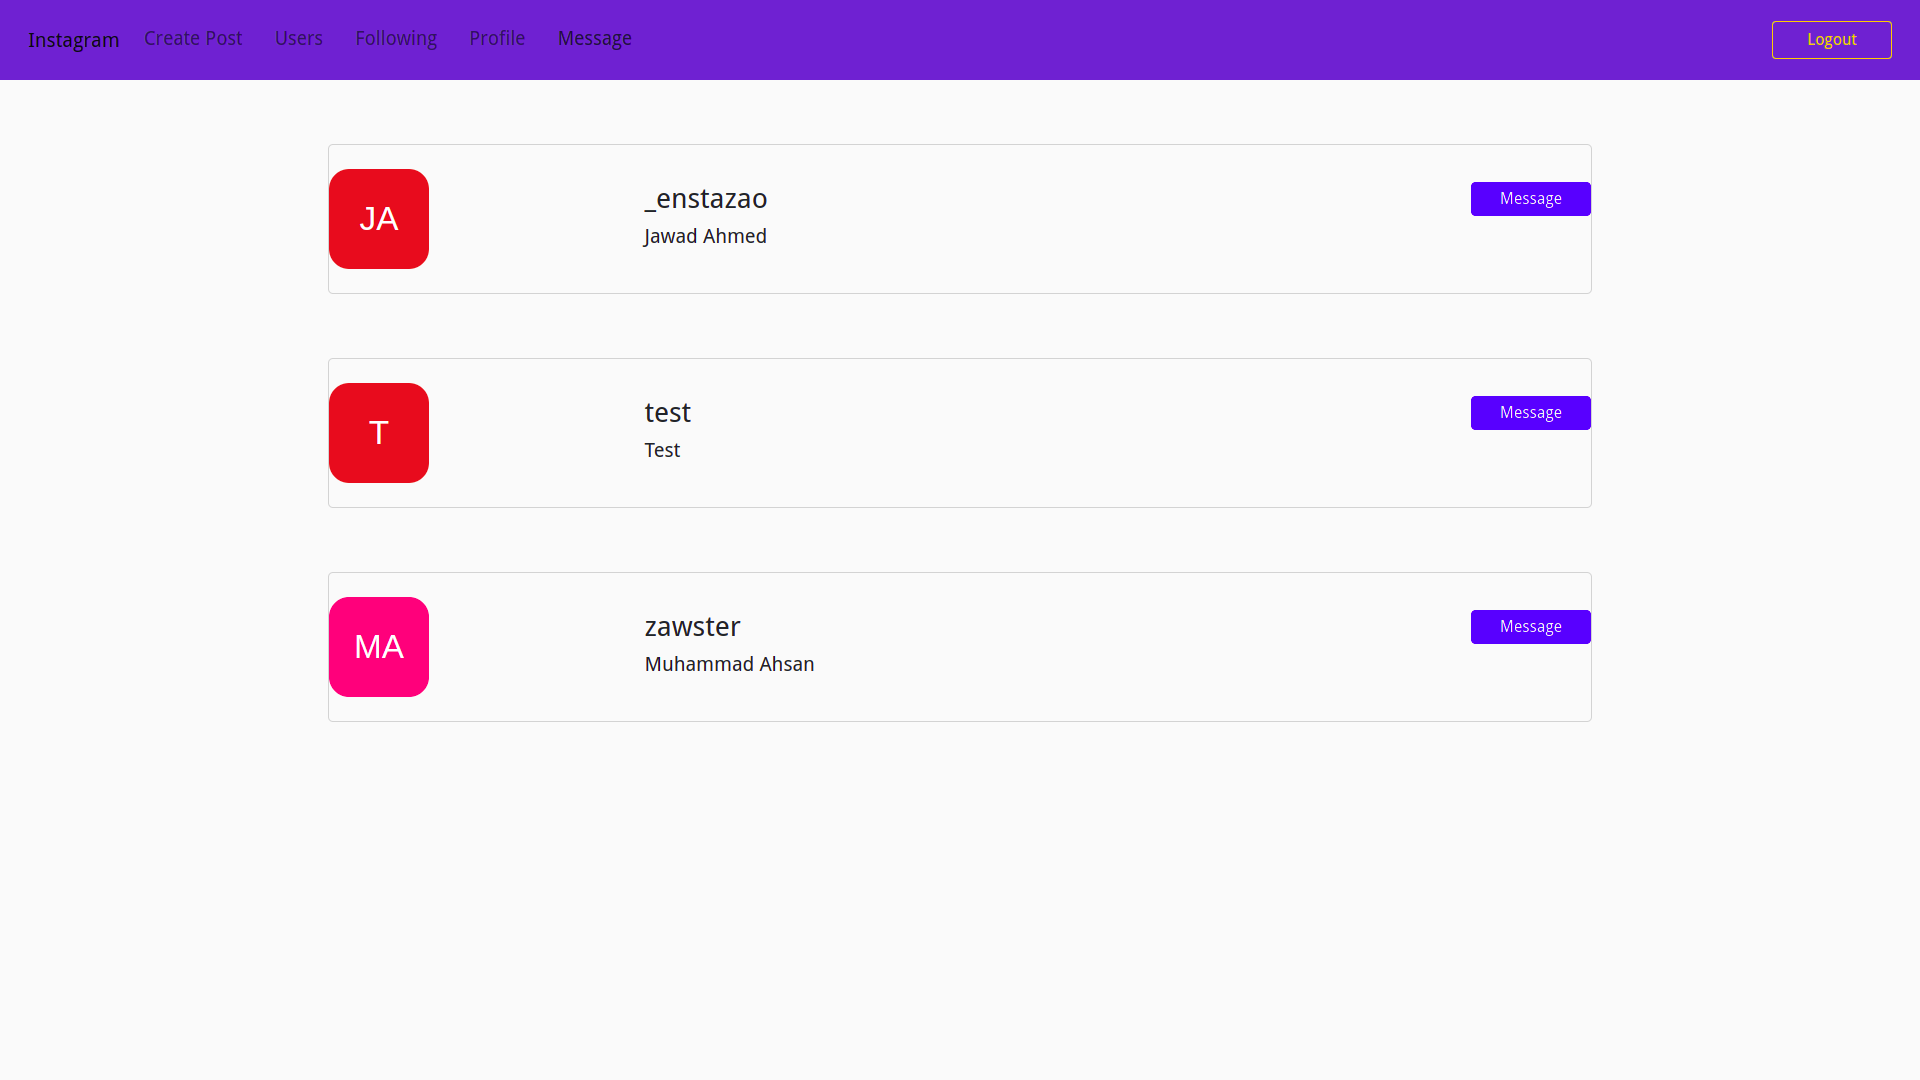 Instagram Create Post Users Following Profile Message Logout
JA
_enstazao
Jawad Ahmed
Message
T
test
Test
Message
MA
zawster
Muhammad Ahsan
Message